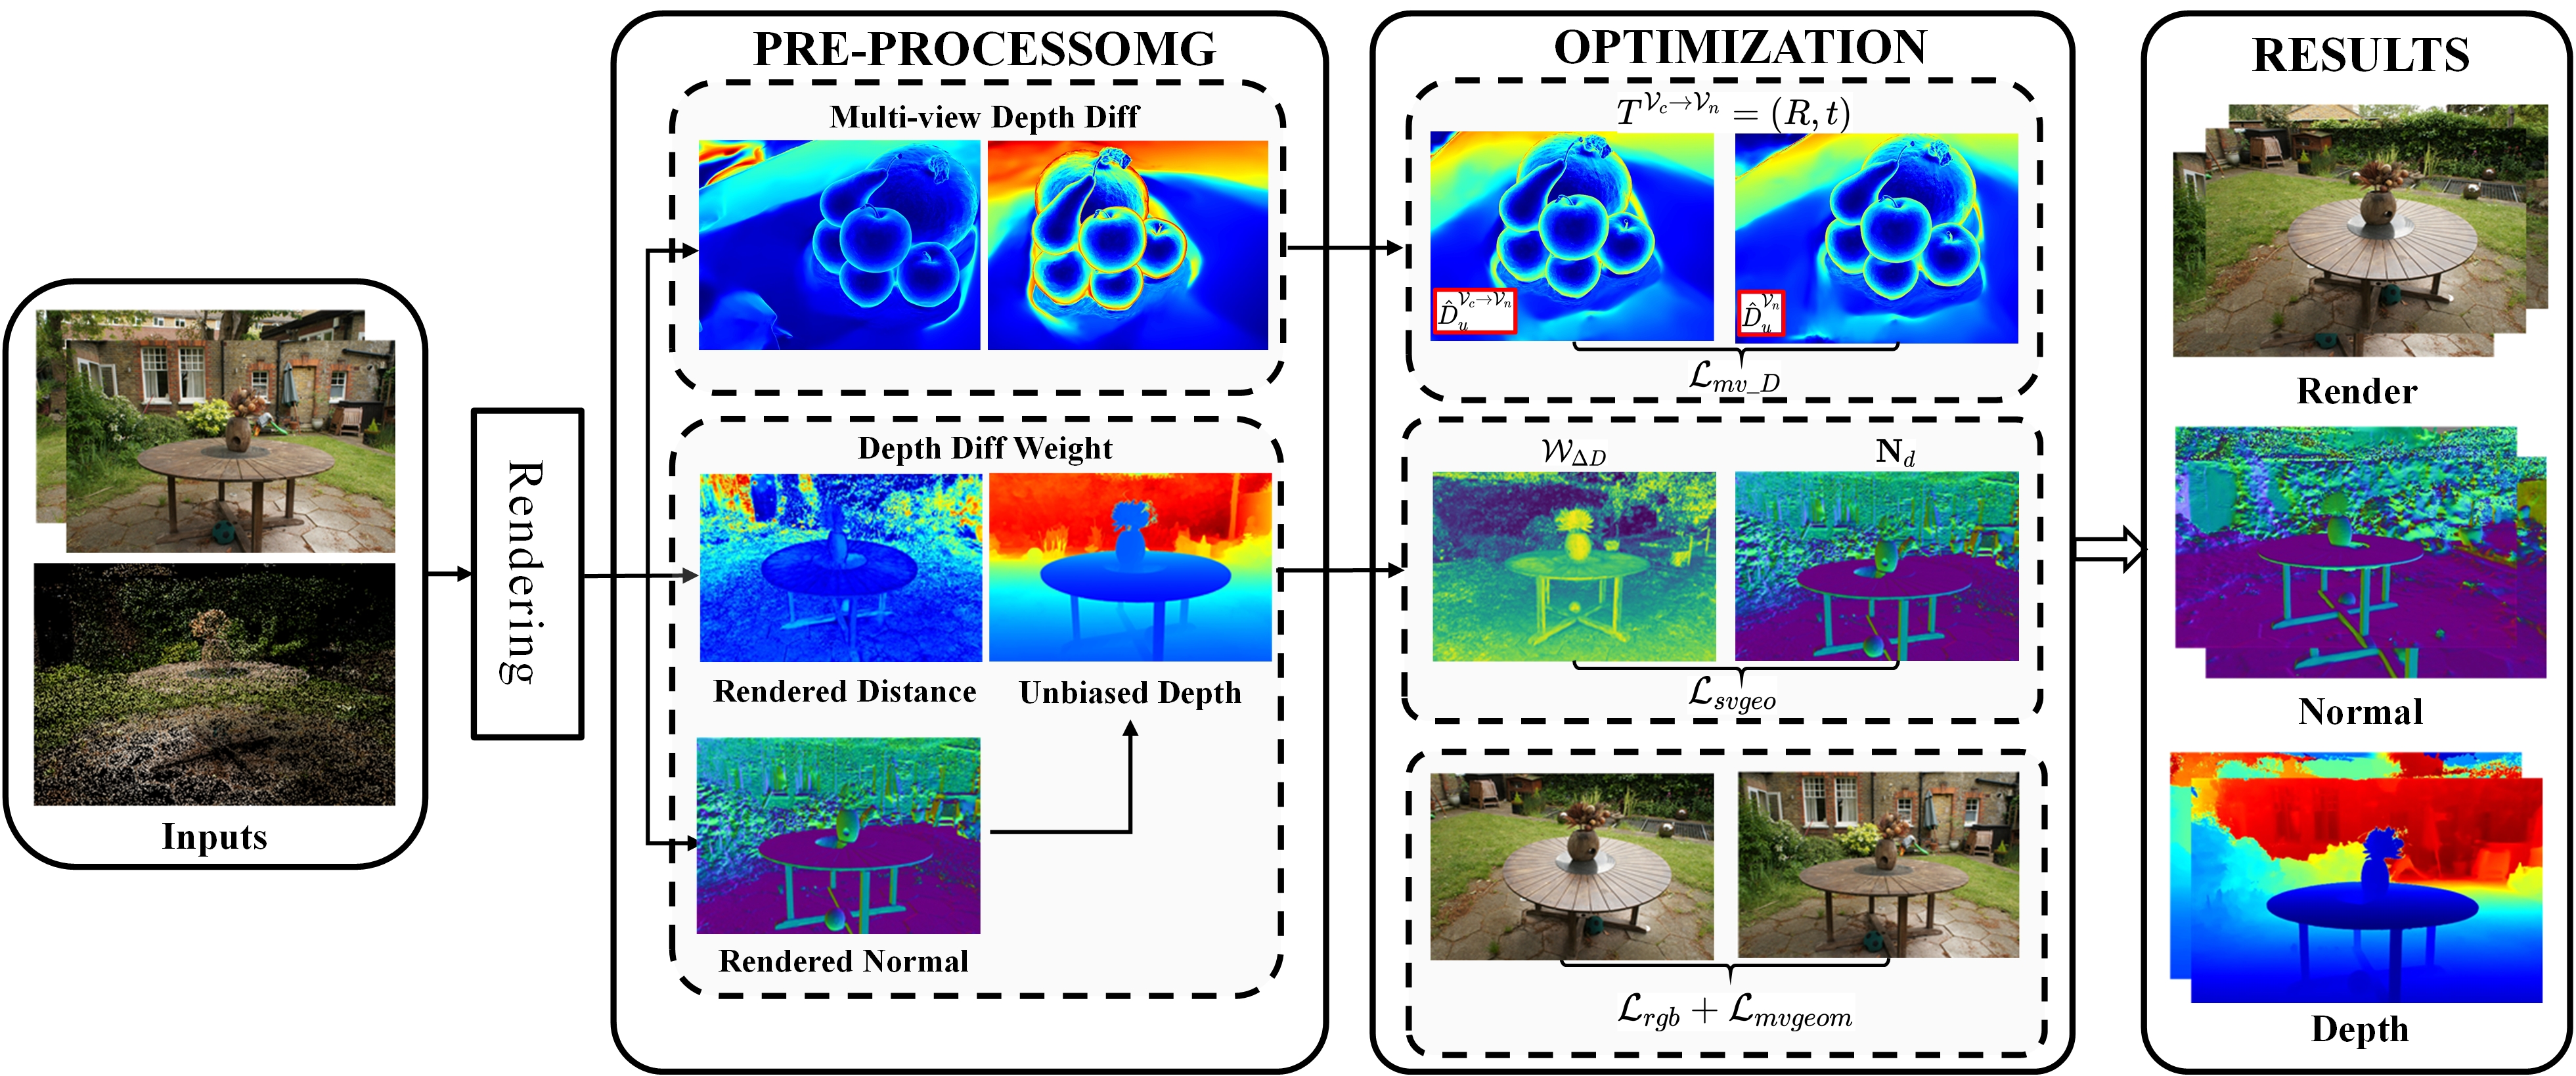 Inputs
Rendering
PRE-PROCESSOMG
Multi-view Depth Diff
Depth Diff Weight
Rendered Distance
Unbiased Depth
Rendered Normal
OPTIMIZATION
$T^{\mathcal{V}_c \to \mathcal{V}_n} = (R, t)$
$\hat{D}_u^{\mathcal{V}_c \to \mathcal{V}_n}$
$\hat{D}_u^{\mathcal{V}_n}$
$\mathcal{L}_{mv\_D}$
$\mathcal{W}_{\Delta D}$
$\mathbf{N}_d$
$\mathcal{L}_{svgeo}$
$\mathcal{L}_{rgb} + \mathcal{L}_{mvgeom}$
RESULTS
Render
Normal
Depth